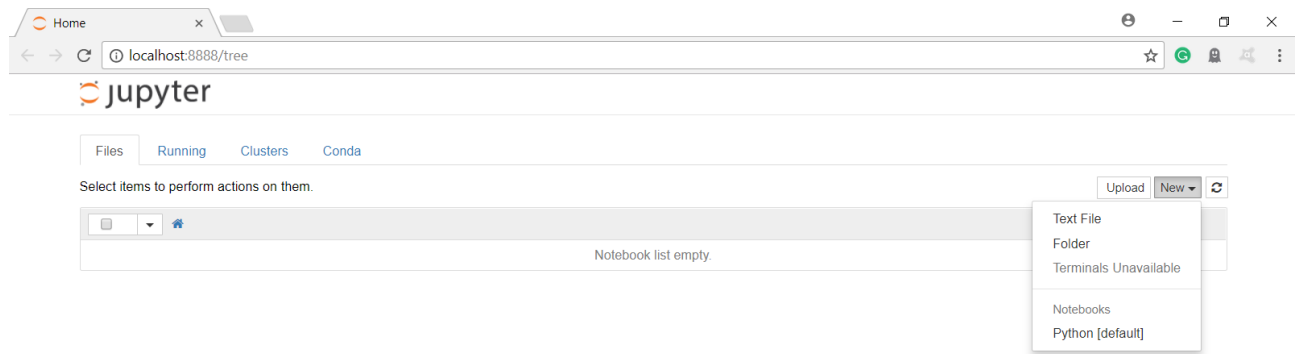 Home
localhost:8888/tree
jupyter
Files Running Clusters Conda
Select items to perform actions on them.
Upload New
Text File
Folder
Notebook list empty.
Terminals Unavailable
Notebooks
Python [default]